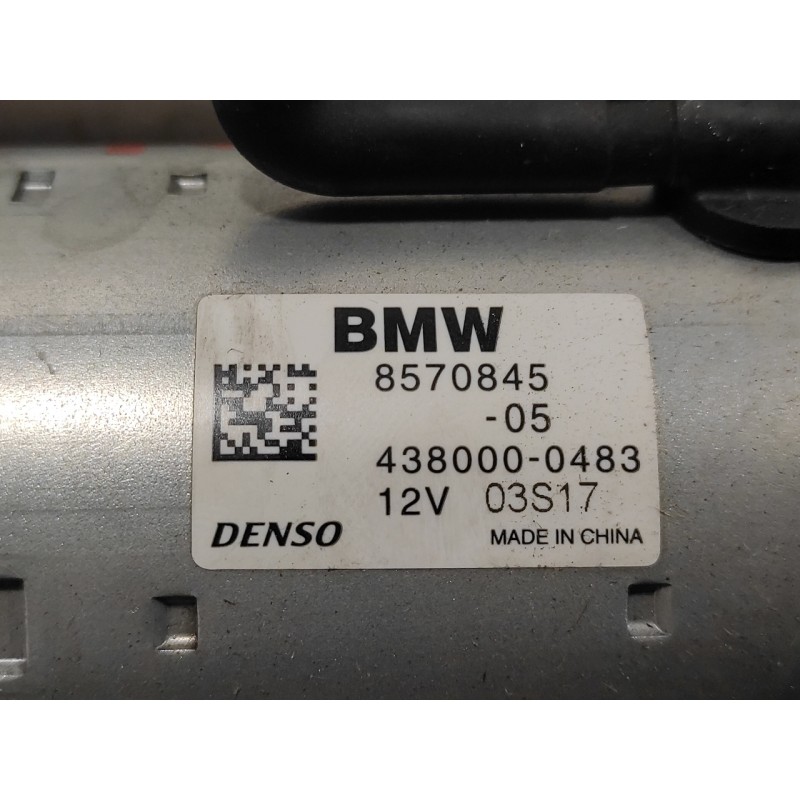 BMW
8570845
-05
438000-0483
12V 03S17
DENSO MADE IN CHINA